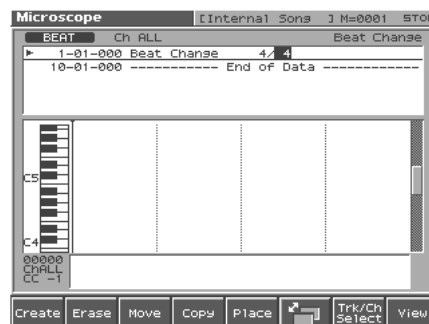 Microscope [Internal Song ] M=0001 STO
BEAT Ch ALL Beat Change
1-01-000 Beat Change 4/ 4
10-01-000 ---------- End of Data ------------
C5
C4
00000
ChALL
CC -1
Create Erase Move Copy Place Trk/Ch Select View